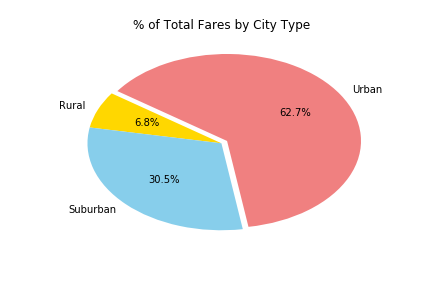 % of Total Fares by City Type
Urban
62.7%
Rural
6.8%
30.5%
Suburban